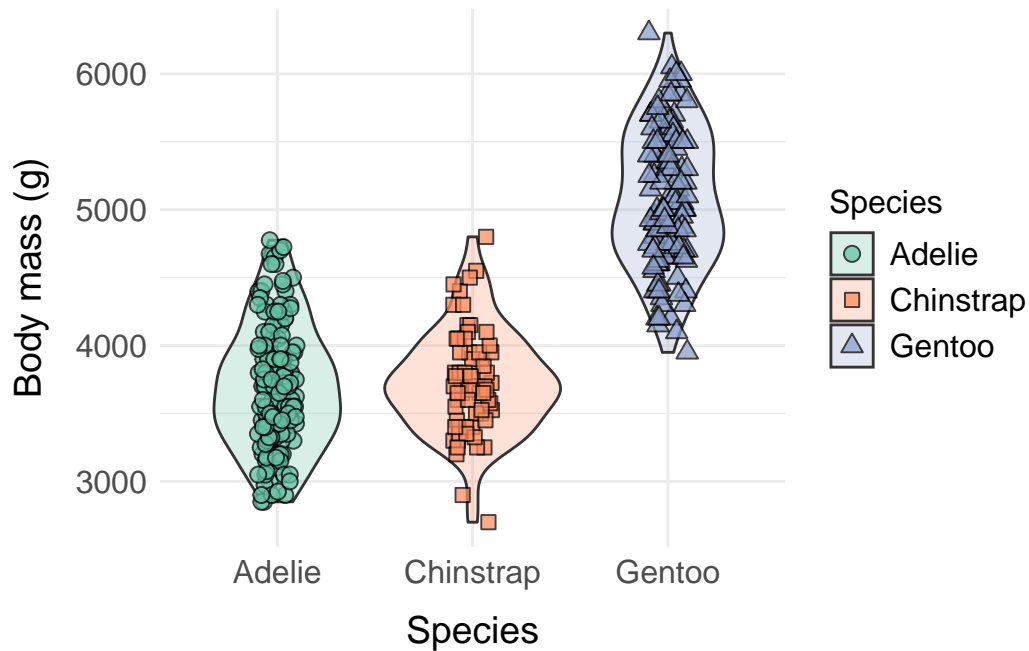 6000
5000
4000
3000
Body mass (g)
Adelie
Chinstrap
Gentoo
Species
Species
Adelie
Chinstrap
Gentoo